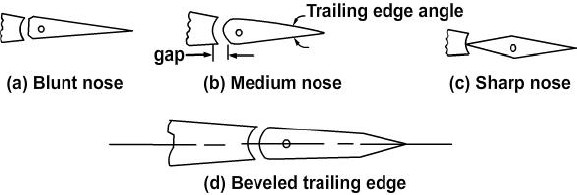 Trailing edge angle
gap
(a) Blunt nose
(b) Medium nose
(c) Sharp nose
(d) Beveled trailing edge